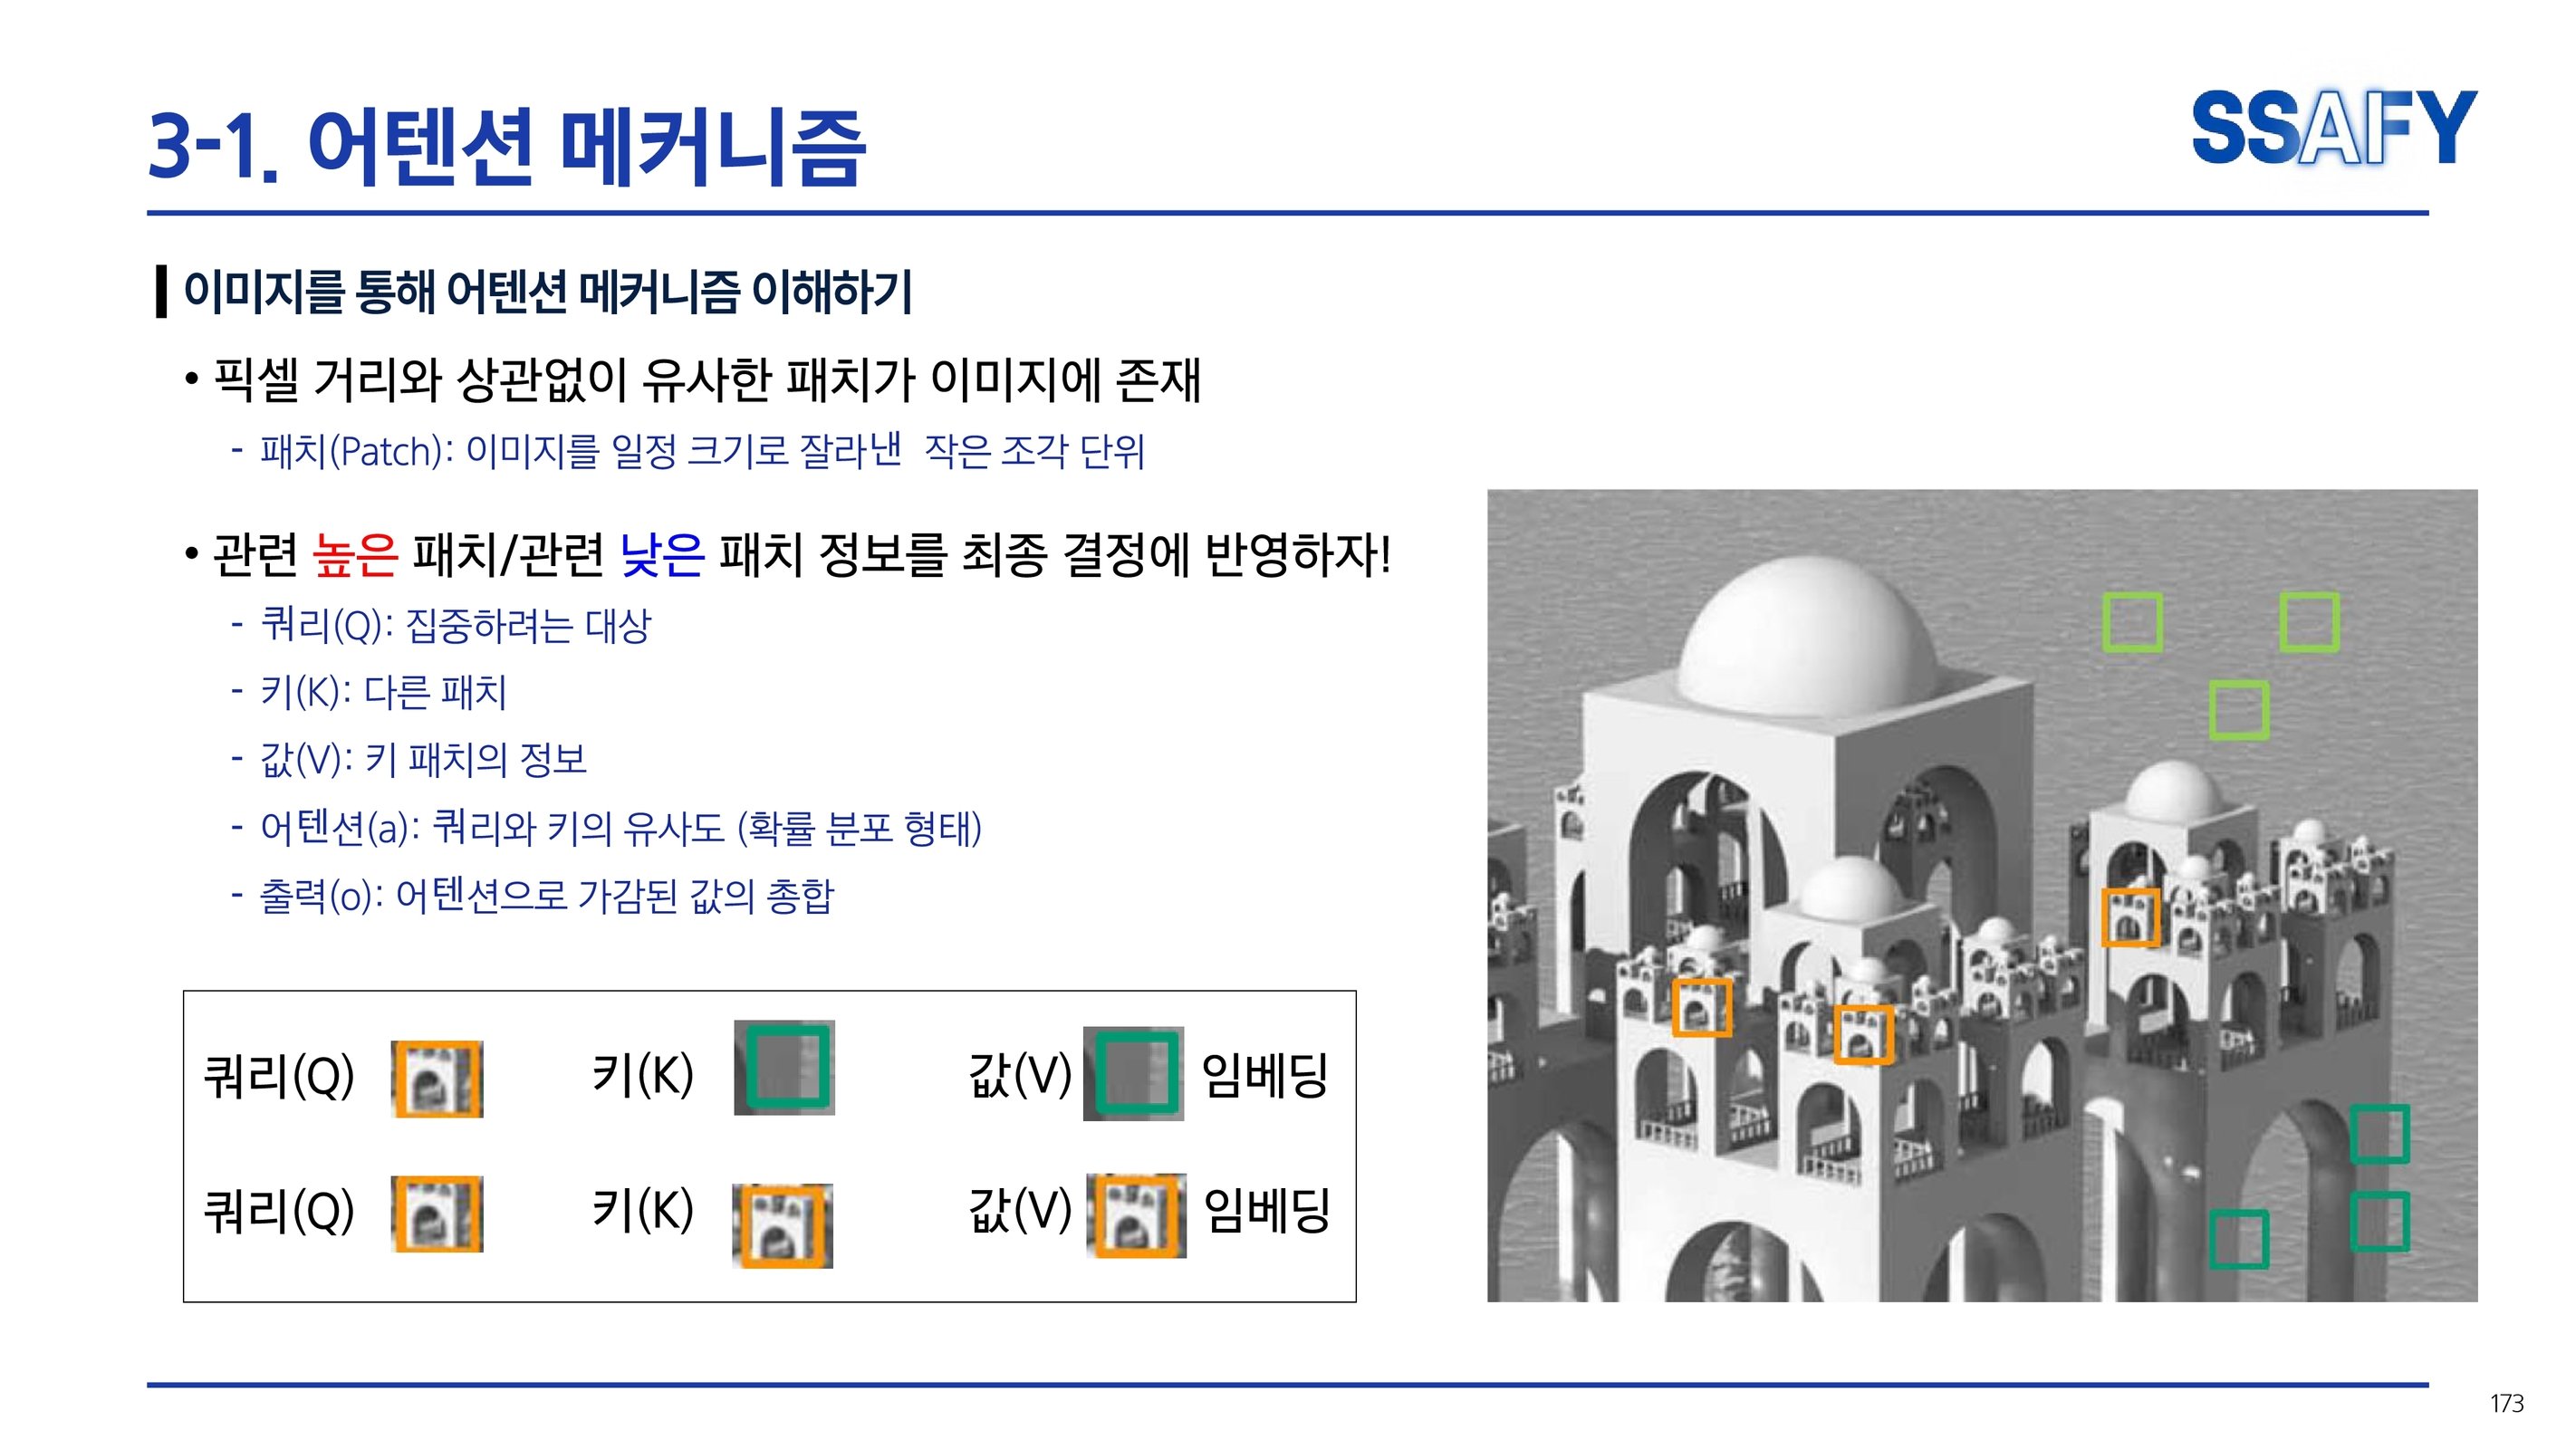 3-1. 어텐션 메커니즘
SSAFY
이미지를 통해 어텐션 메커니즘 이해하기
• 픽셀 거리와 상관없이 유사한 패치가 이미지에 존재
- 패치(Patch): 이미지를 일정 크기로 잘라낸 작은 조각 단위
• 관련 높은 패치/관련 낮은 패치 정보를 최종 결정에 반영하자!
- 쿼리(Q): 집중하려는 대상
- 키(K): 다른 패치
- 값(V): 키 패치의 정보
- 어텐션(a): 쿼리와 키의 유사도 (확률 분포 형태)
- 출력(o): 어텐션으로 가감된 값의 총합
쿼리(Q) 키(K) 값(V) 임베딩
쿼리(Q) 키(K) 값(V) 임베딩
173